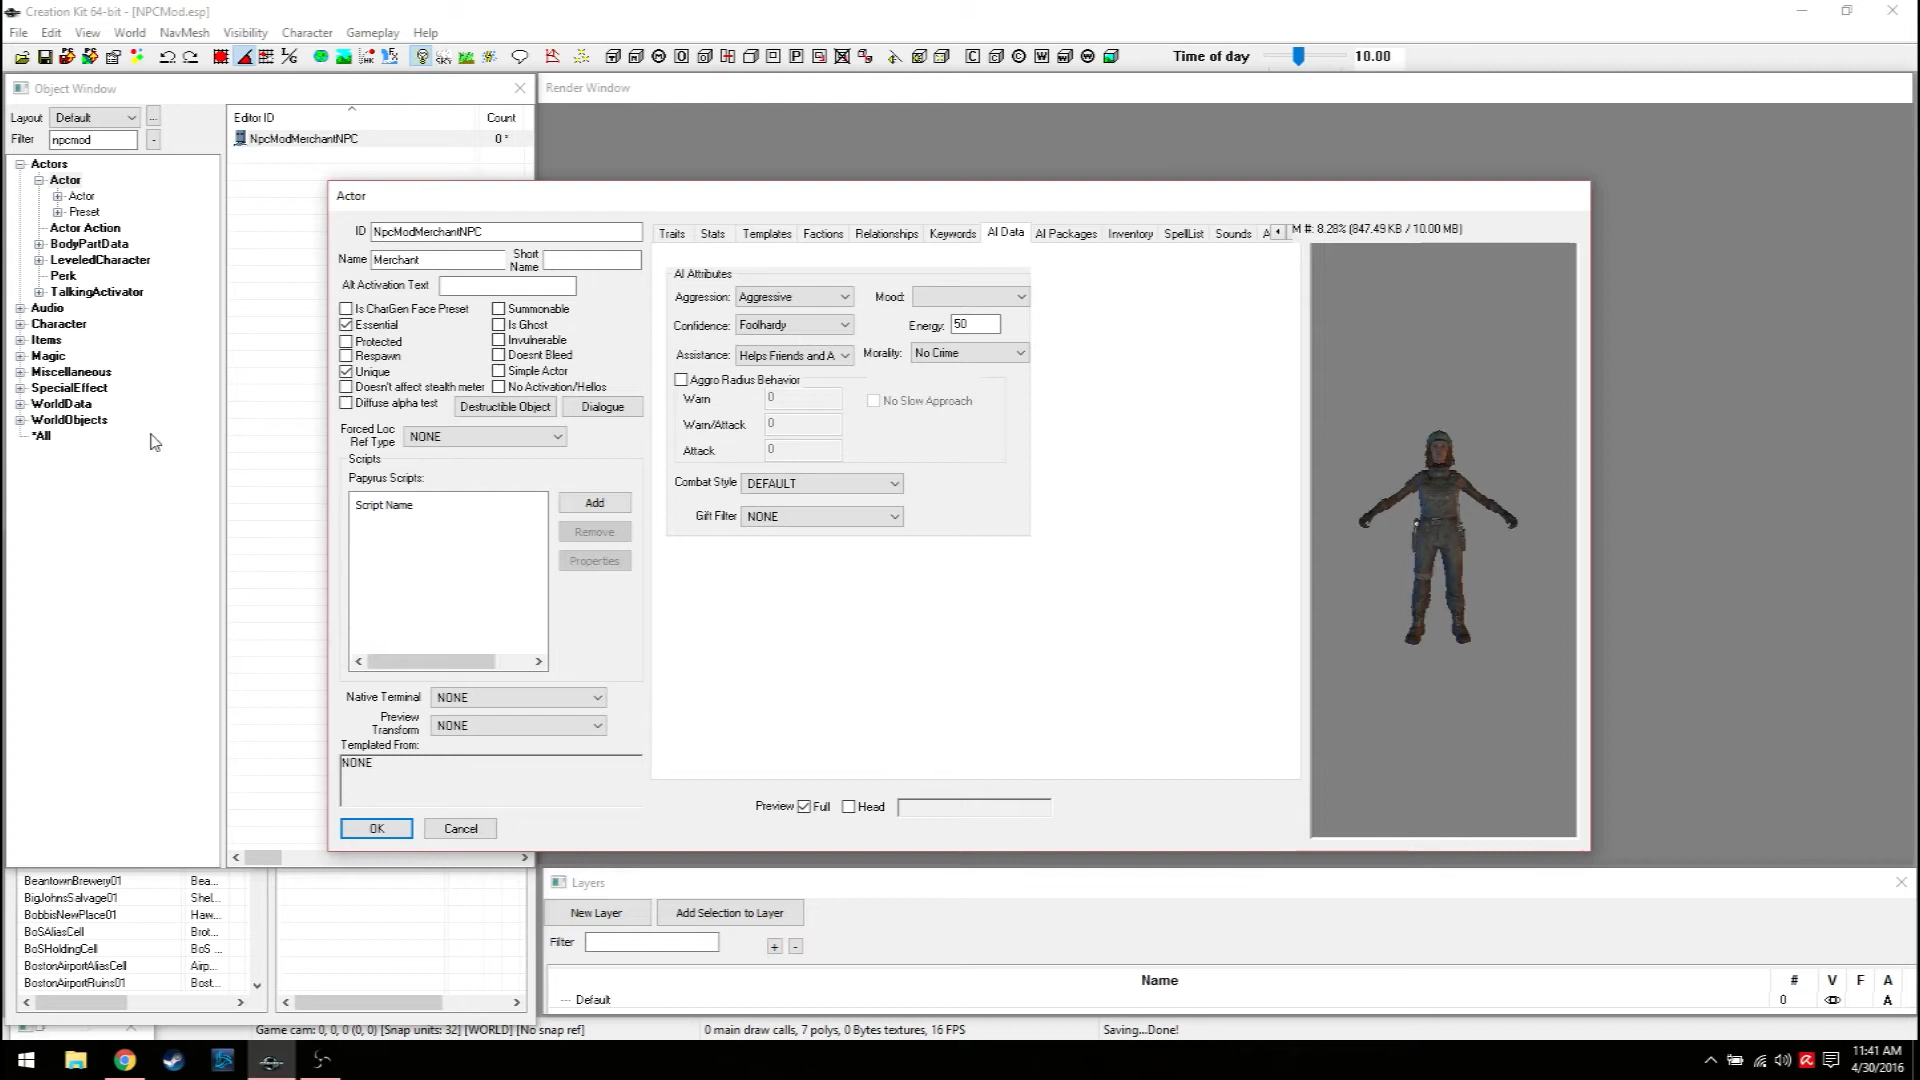 Creation Kit 64-bit - [NPCMod.esp]
File Edit View World NavMesh Visibility Character Gameplay Help
Time of day 10.00
Object Window
Render Window
Layout Default ...
Filter npcmod -
Editor ID Count
NpcModMerchantNPC 0 *
Actors
Actor
Actor
Preset
Actor Action
BodyPartData
LeveledCharacter
Perk
TalkingActivator
Audio
Character
Items
Magic
Miscellaneous
SpecialEffect
WorldData
WorldObjects
*All
Actor
ID NpcModMerchantNPC
Name Merchant Short Name
Alt Activation Text
Is CharGen Face Preset Summonable
Essential Is Ghost
Protected Invulnerable
Respawn Doesnt Bleed
Unique Simple Actor
Doesn't affect stealth meter No Activation/Hellos
Diffuse alpha test Destructible Object Dialogue
Forced Loc Ref Type NONE
Scripts
Papyrus Scripts:
Script Name
Add
Remove
Properties
Native Terminal NONE
Preview Transform NONE
Templated From:
NONE
OK Cancel
Traits Stats Templates Factions Relationships Keywords AI Data AI Packages Inventory SpellList Sounds A
M #: 8.28% (847.49 KB / 10.00 MB)
AI Attributes
Aggression: Aggressive Mood:
Confidence: Foolhardy Energy: 50
Assistance: Helps Friends and A Morality: No Crime
Aggro Radius Behavior
Warn 0 No Slow Approach
Warn/Attack 0
Attack 0
Combat Style DEFAULT
Gift Filter NONE
Preview Full Head
BeantownBrewery01 Bea...
BigJohnsSalvage01 Shel...
BobbisNewPlace01 Haw...
BoSAliasCell Brot...
BoSHoldingCell BoS ...
BostonAirportAliasCell Airp...
BostonAirportRuins01 Bost...
Layers
New Layer Add Selection to Layer
Filter + -
Name # V F A
Default 0 A
Game cam: 0, 0, 0 (0, 0) [Snap units: 32] [WORLD] [No snap ref]
0 main draw calls, 7 polys, 0 Bytes textures, 16 FPS
Saving...Done!
11:41 AM
4/30/2016